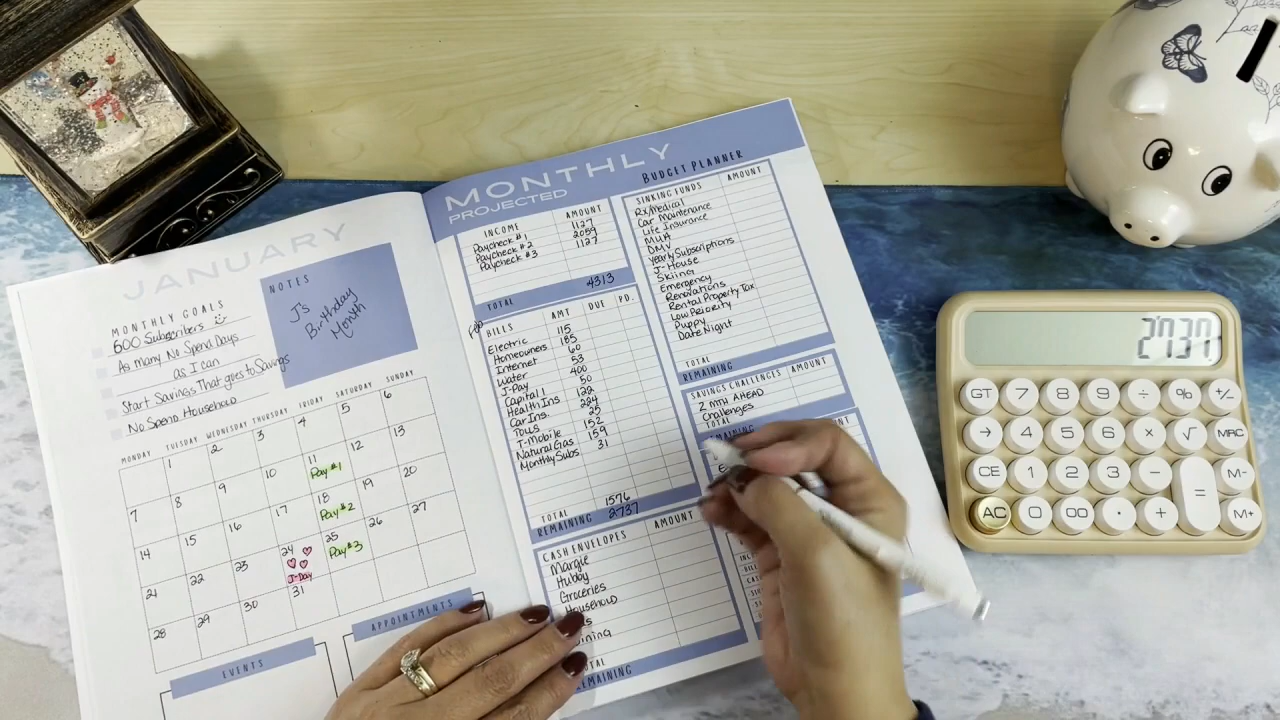 JANUARY
MONTHLY GOALS
600 Subscribers
As many No Spend Days
as I can
Start Savings That goes to Savings
No Spend Household
NOTES
J's
Birthday
Month
MONDAY TUESDAY WEDNESDAY THURSDAY FRIDAY SATURDAY SUNDAY
1 2 3 4 5 6
7 8 9 10 11 12 13
Pay #1
14 15 16 17 18 19 20
Pay #2
21 22 23 24 25 26 27
J-Day Pay #3
28 29 30 31
EVENTS
APPOINTMENTS
MONTHLY
PROJECTED
BUDGET PLANNER
INCOME AMOUNT
Paycheck #1 1127
Paycheck #2 2059
Paycheck #3 1127
TOTAL 4313
BILLS AMT DUE PD.
Electric 115
Homeowners 185
Internet 60
Water 53
J-Pay 400
Capital 1 50
Health Ins 122
Car Ins. 224
Tolls 25
T-Mobile 152
Natural Gas 159
Monthly Subs 31
TOTAL 1576
REMAINING 2737
CASH ENVELOPES AMOUNT
Margie
Hubby
Groceries
Household
TOTAL
REMAINING
SINKING FUNDS AMOUNT
Rx/Medical
Car Maintenance
Life Insurance
MUA
DMV
Yearly Subscriptions
J-House
Skiing
Emergency
Renovations
Rental Property Tax
Low Priority
Puppy
Date Night
TOTAL
REMAINING
SAVINGS CHALLENGES AMOUNT
2 MTH AHEAD
Challenges
TOTAL
REMAINING
2737
GT 7 8 9 ÷ % +/-
→ 4 5 6 × √ MRC
CE 1 2 3 − = M-
AC 0 00 · + M+